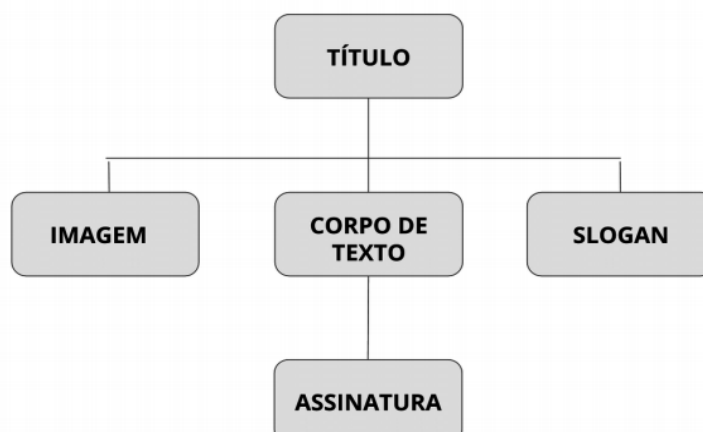 TÍTULO
IMAGEM
CORPO DE
TEXTO
SLOGAN
ASSINATURA